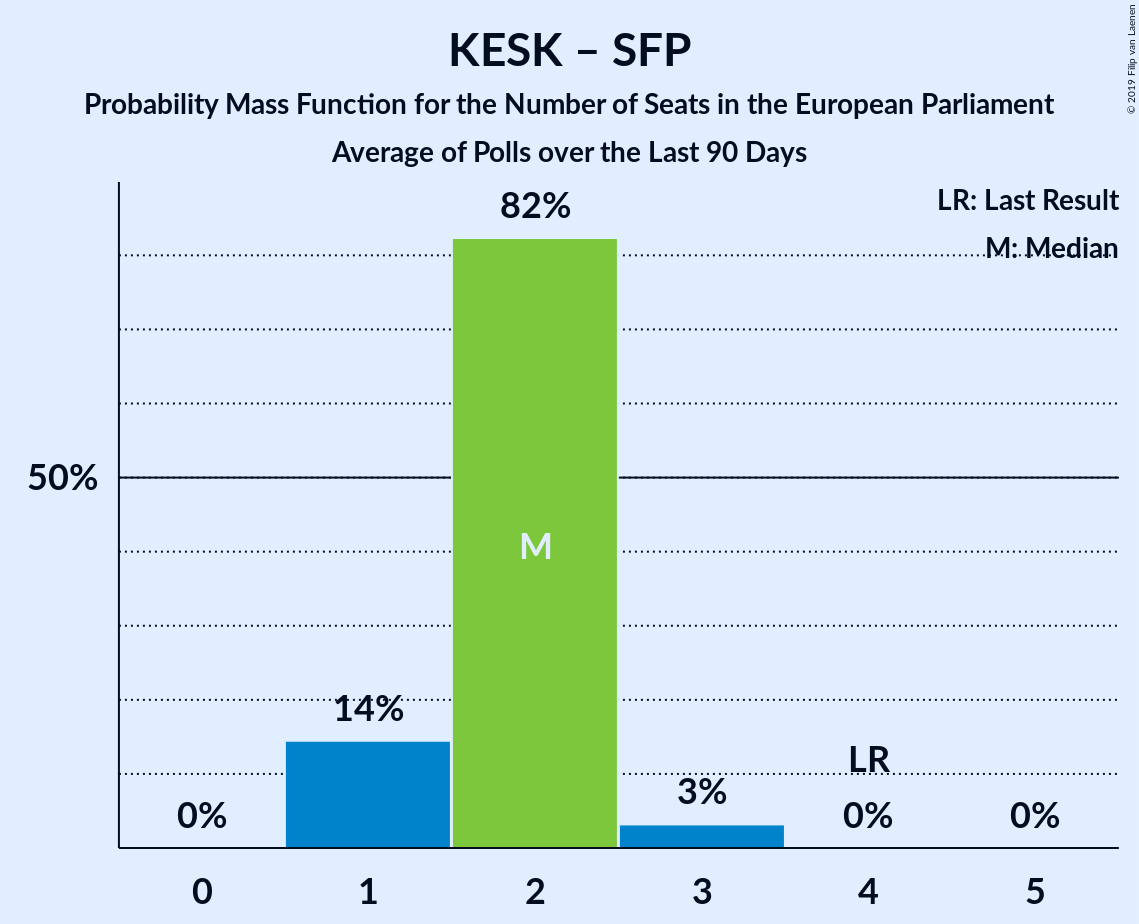 KESK – SFP
Probability Mass Function for the Number of Seats in the European Parliament
Average of Polls over the Last 90 Days
© 2019 Filip van Laenen
LR: Last Result
M: Median
82%
50%
M
14%
LR
3%
0%
0%
0%
0 1 2 3 4 5